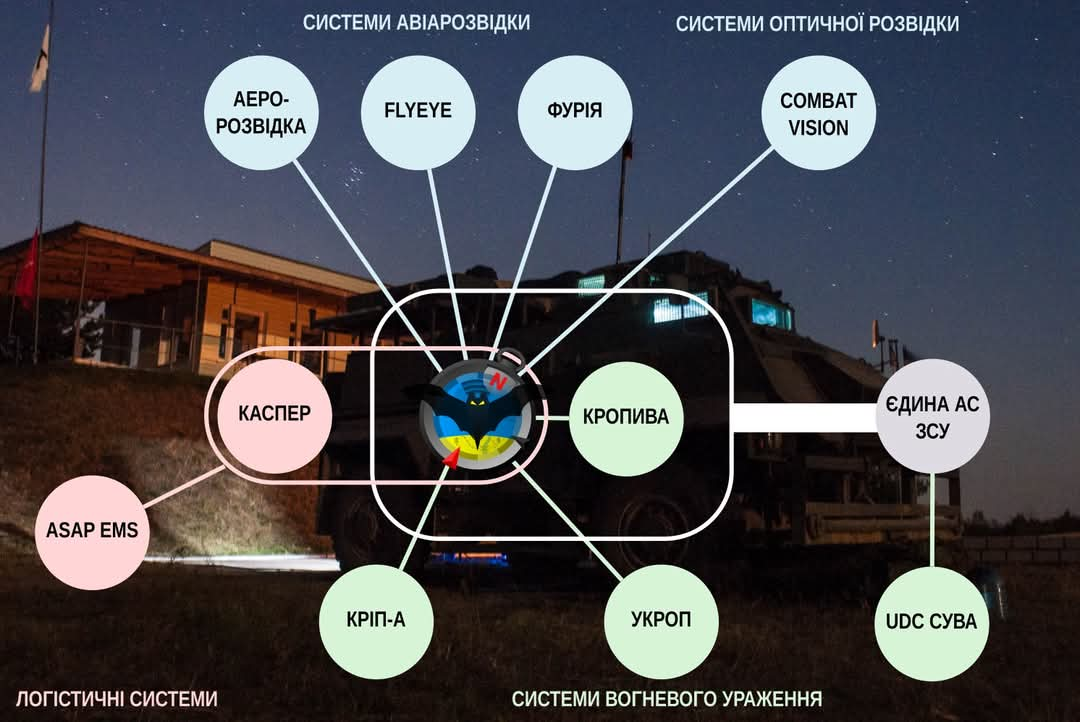 СИСТЕМИ АВІАРОЗВІДКИ
СИСТЕМИ ОПТИЧНОЇ РОЗВІДКИ
АЕРО-
РОЗВІДКА
FLYEYE
ФУРІЯ
COMBAT
VISION
N
КАСПЕР
КРОПИВА
ЄДИНА АС
ЗСУ
ASAP EMS
КРІП-А
УКРОП
UDC СУВА
ЛОГІСТИЧНІ СИСТЕМИ
СИСТЕМИ ВОГНЕВОГО УРАЖЕННЯ